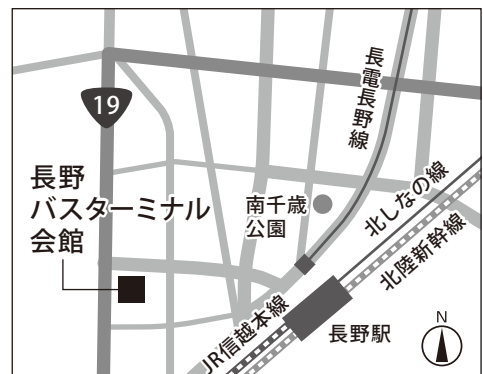 19
長電長野線
長野
バスターミナル
会館
南千歳
公園
北しなの線
北陸新幹線
JR信越本線
長野駅
N